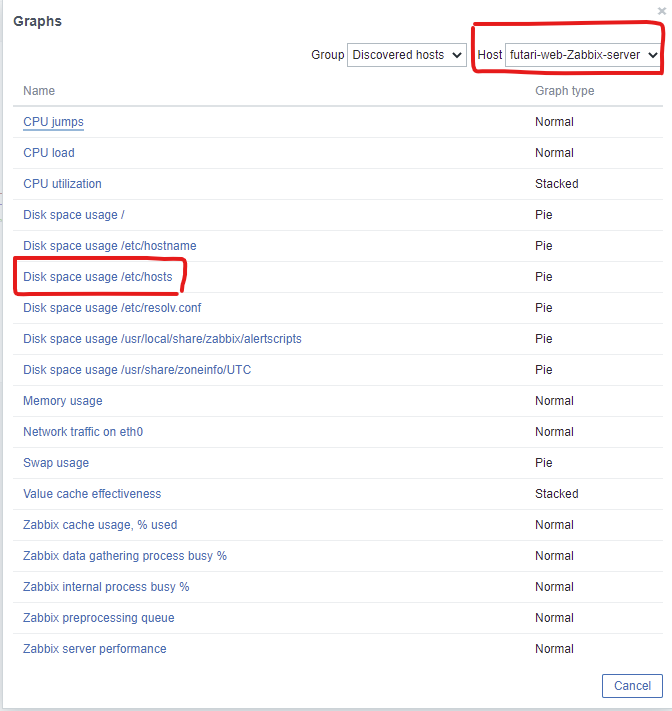 Graphs
Group Discovered hosts Host futari-web-Zabbix-server
Name Graph type
CPU jumps Normal
CPU load Normal
CPU utilization Stacked
Disk space usage / Pie
Disk space usage /etc/hostname Pie
Disk space usage /etc/hosts Pie
Disk space usage /etc/resolv.conf Pie
Disk space usage /usr/local/share/zabbix/alertscripts Pie
Disk space usage /usr/share/zoneinfo/UTC Pie
Memory usage Normal
Network traffic on eth0 Normal
Swap usage Pie
Value cache effectiveness Stacked
Zabbix cache usage, % used Normal
Zabbix data gathering process busy % Normal
Zabbix internal process busy % Normal
Zabbix preprocessing queue Normal
Zabbix server performance Normal
Cancel